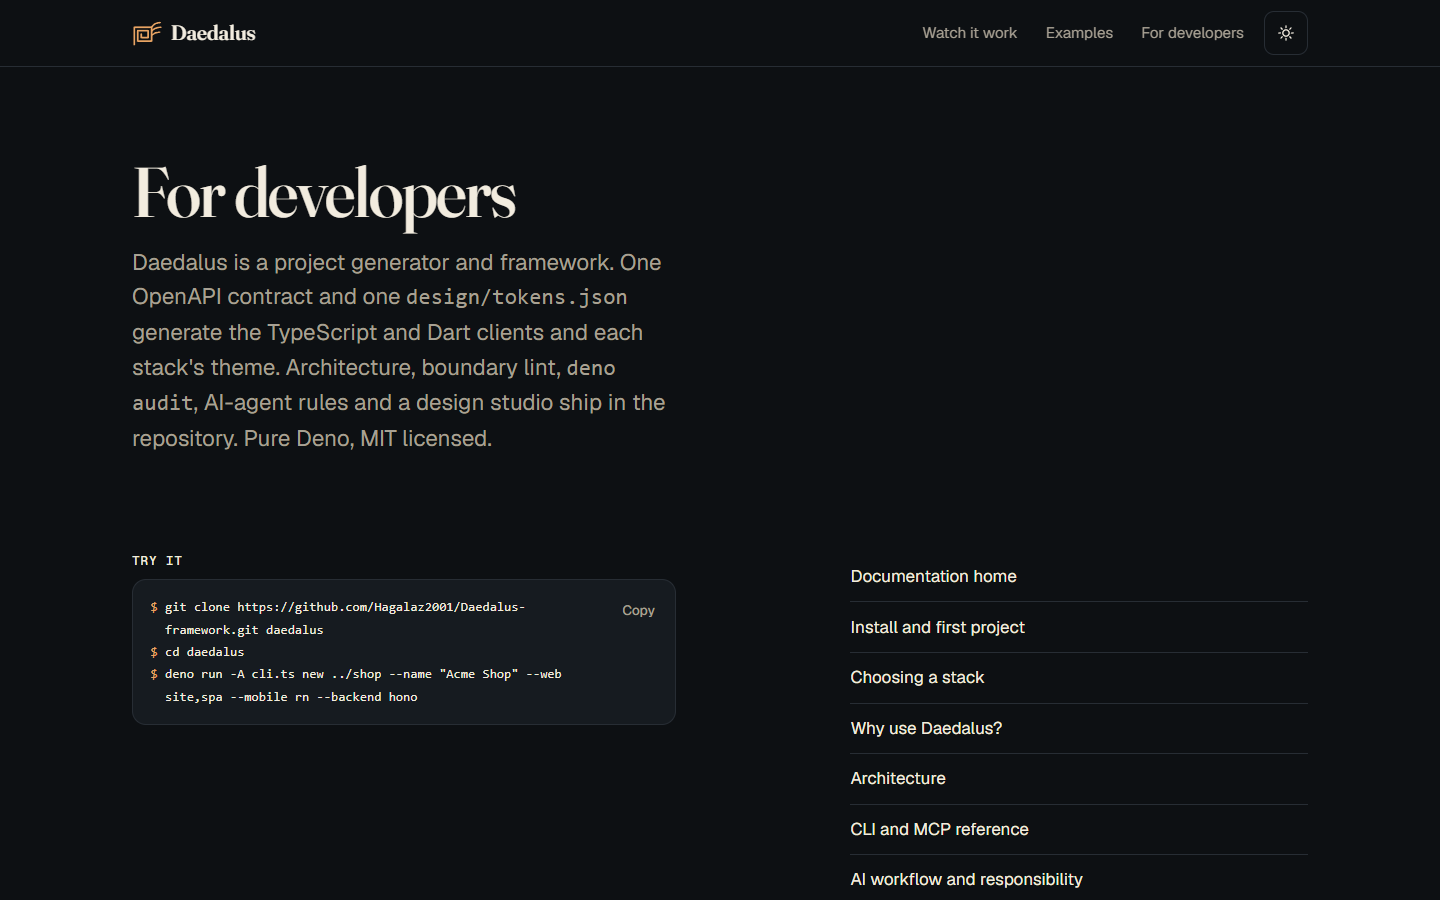 Daedalus
Watch it work
Examples
For developers
For developers
Daedalus is a project generator and framework. One
OpenAPI contract and one design/tokens.json
generate the TypeScript and Dart clients and each
stack's theme. Architecture, boundary lint, deno
audit, AI-agent rules and a design studio ship in the
repository. Pure Deno, MIT licensed.
TRY IT
$ git clone https://github.com/Hagalaz2001/Daedalus-
framework.git daedalus
$ cd daedalus
$ deno run -A cli.ts new ../shop --name "Acme Shop" --web
site,spa --mobile rn --backend hono
Copy
Documentation home
Install and first project
Choosing a stack
Why use Daedalus?
Architecture
CLI and MCP reference
AI workflow and responsibility